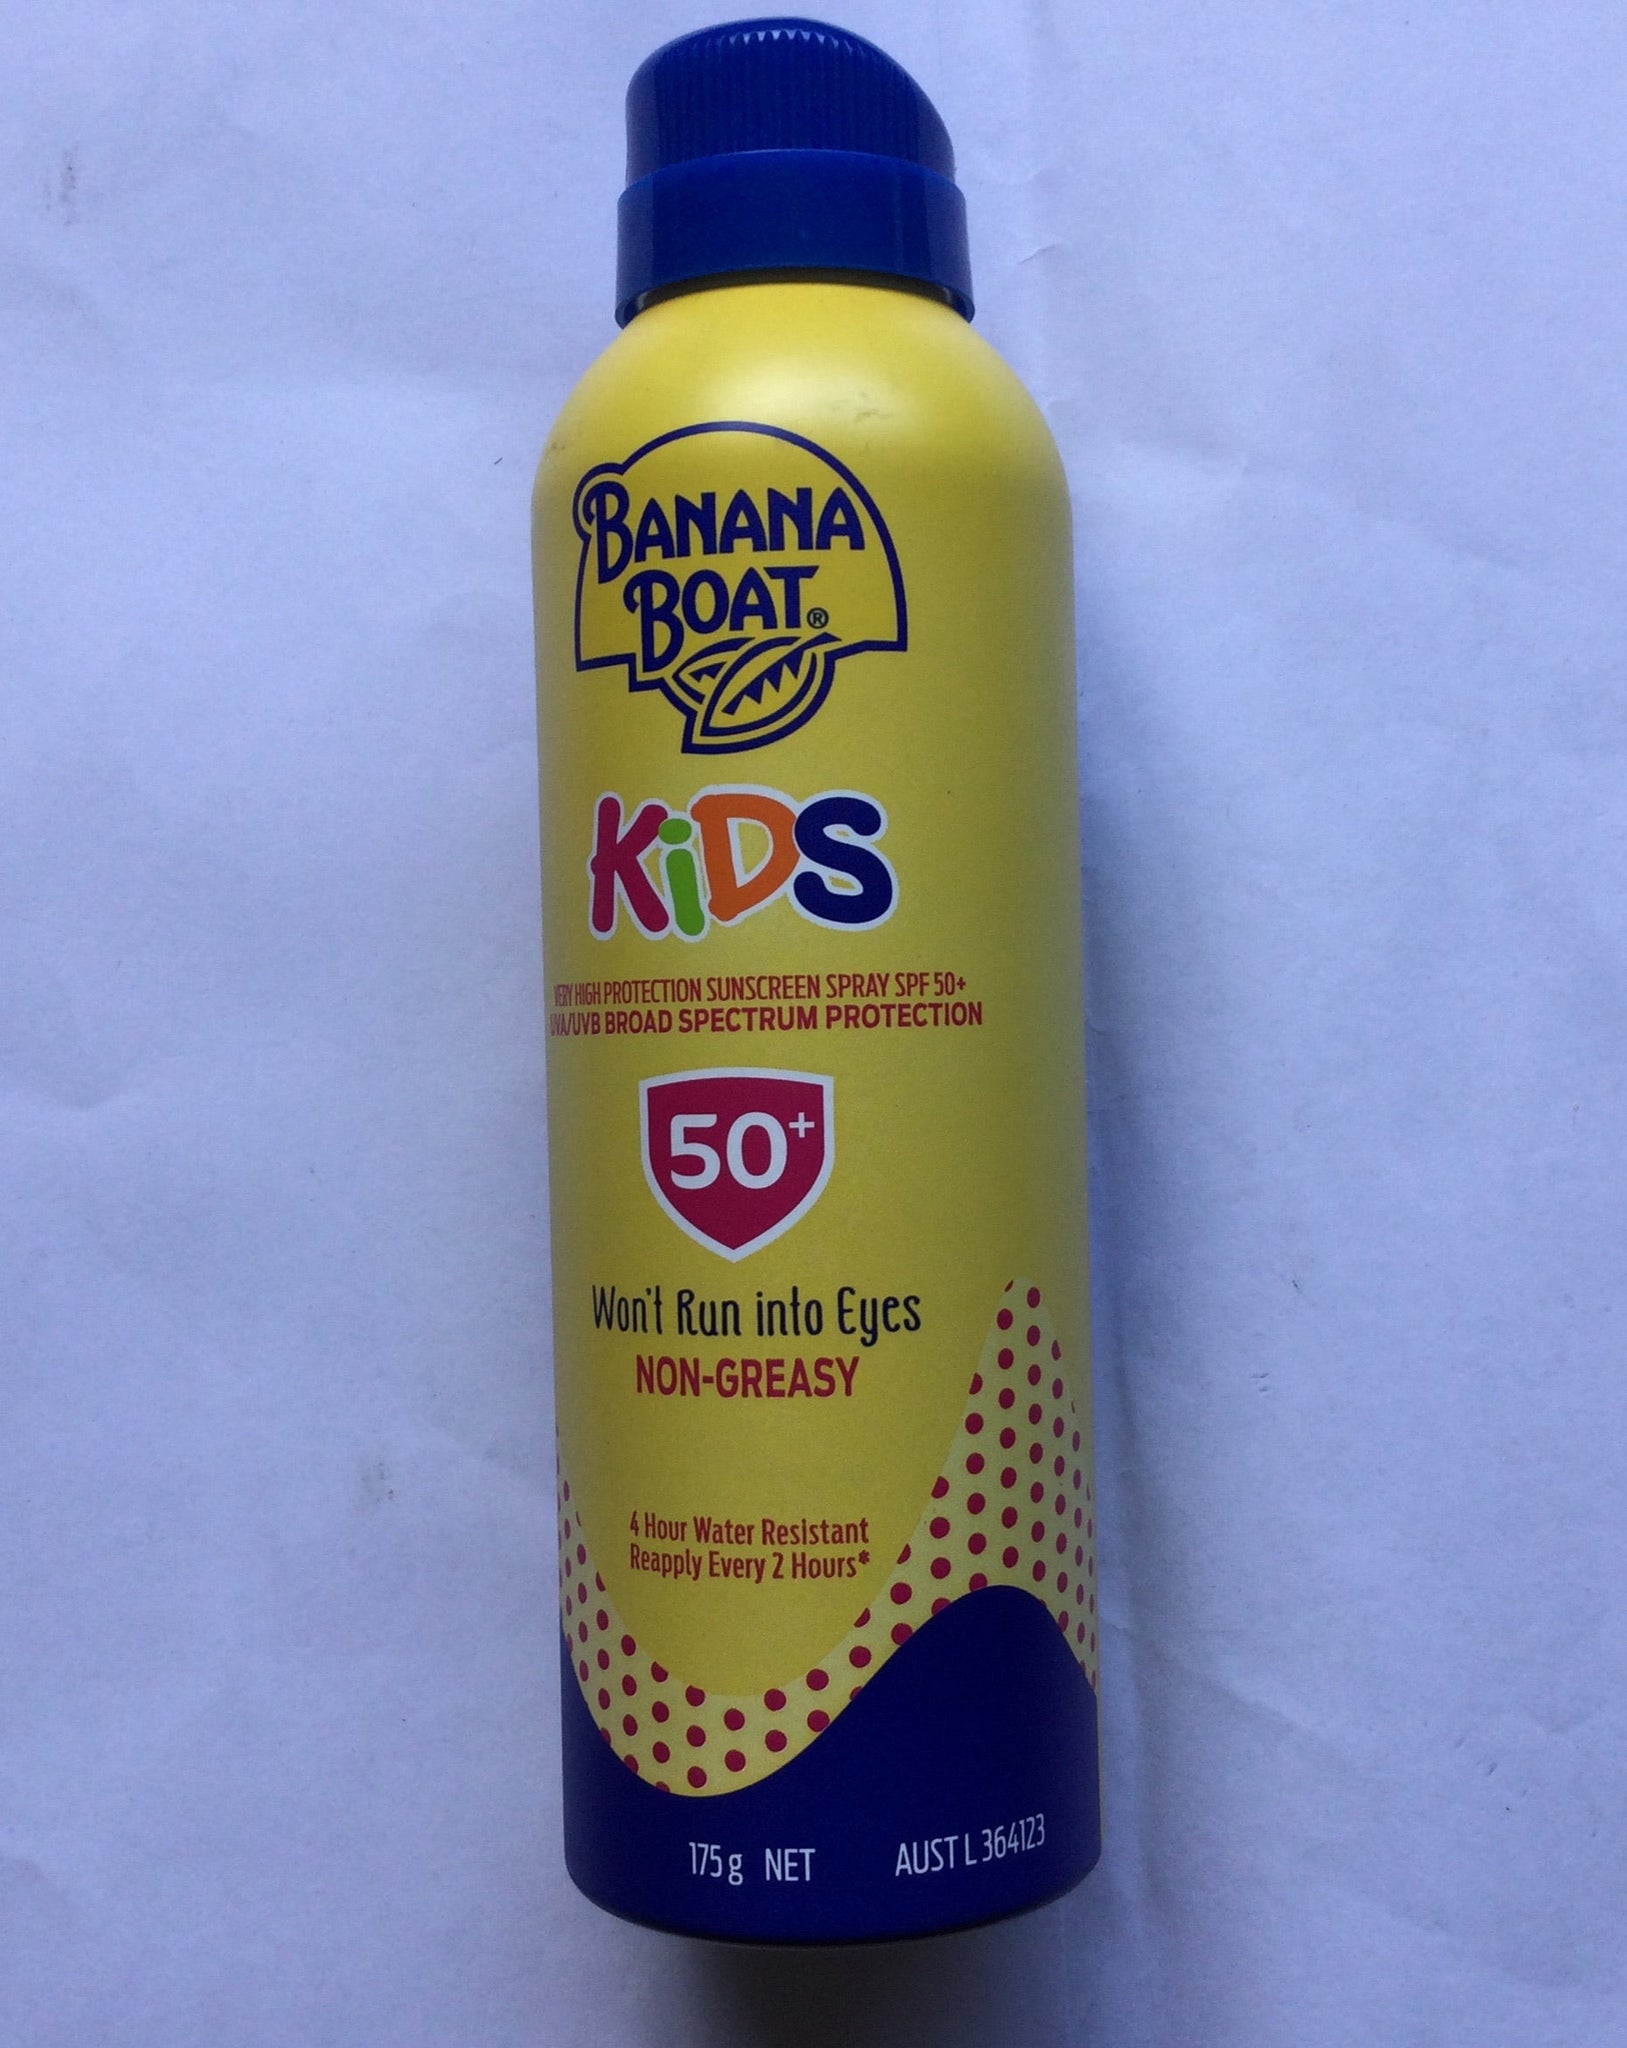 BANANA
BOAT®
KiDS
VERY HIGH PROTECTION SUNSCREEN SPRAY SPF 50+
UVA/UVB BROAD SPECTRUM PROTECTION
50+
Won't Run into Eyes
NON-GREASY
4 Hour Water Resistant
Reapply Every 2 Hours*
175g NET AUST L 364123